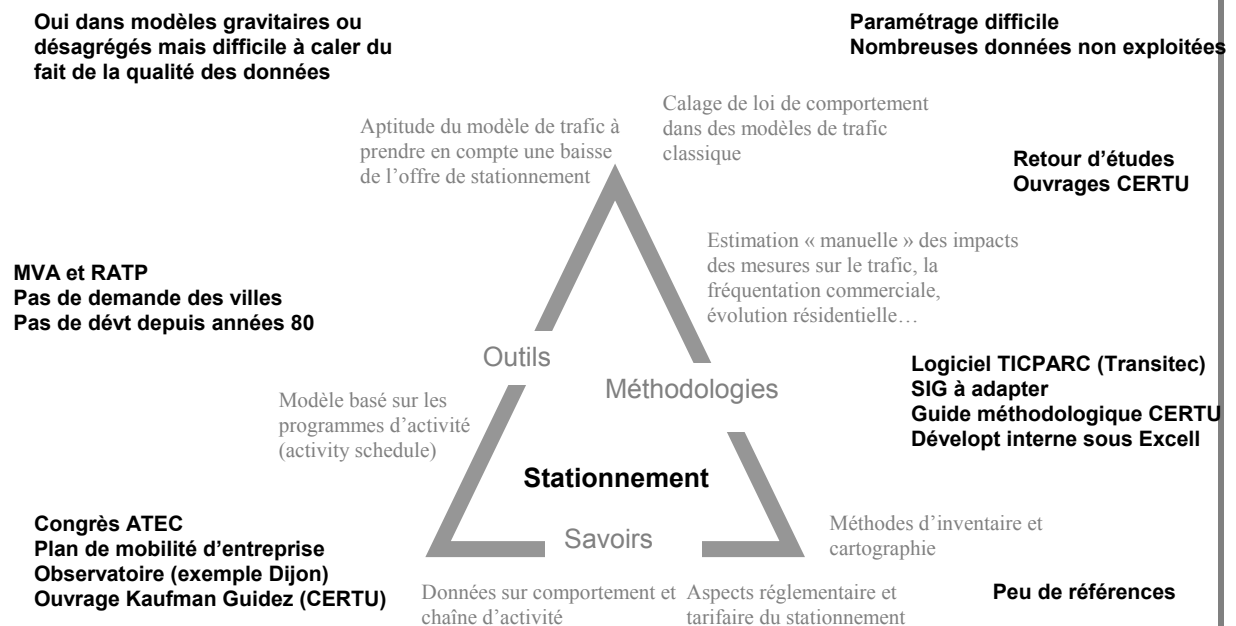 Oui dans modèles gravitaires ou
désagrégés mais difficile à caler du
fait de la qualité des données
Paramétrage difficile
Nombreuses données non exploitées
Aptitude du modèle de trafic à
prendre en compte une baisse
de l’offre de stationnement
Calage de loi de comportement
dans des modèles de trafic
classique
Retour d’études
Ouvrages CERTU
Estimation « manuelle » des impacts
des mesures sur le trafic, la
fréquentation commerciale,
évolution résidentielle…
MVA et RATP
Pas de demande des villes
Pas de dévt depuis années 80
Outils
Méthodologies
Logiciel TICPARC (Transitec)
SIG à adapter
Guide méthodologique CERTU
Dévelopt interne sous Excell
Modèle basé sur les
programmes d’activité
(activity schedule)
Stationnement
Savoirs
Congrès ATEC
Plan de mobilité d’entreprise
Observatoire (exemple Dijon)
Ouvrage Kaufman Guidez (CERTU)
Méthodes d’inventaire et
cartographie
Données sur comportement et
chaîne d’activité
Aspects réglementaire et
tarifaire du stationnement
Peu de références